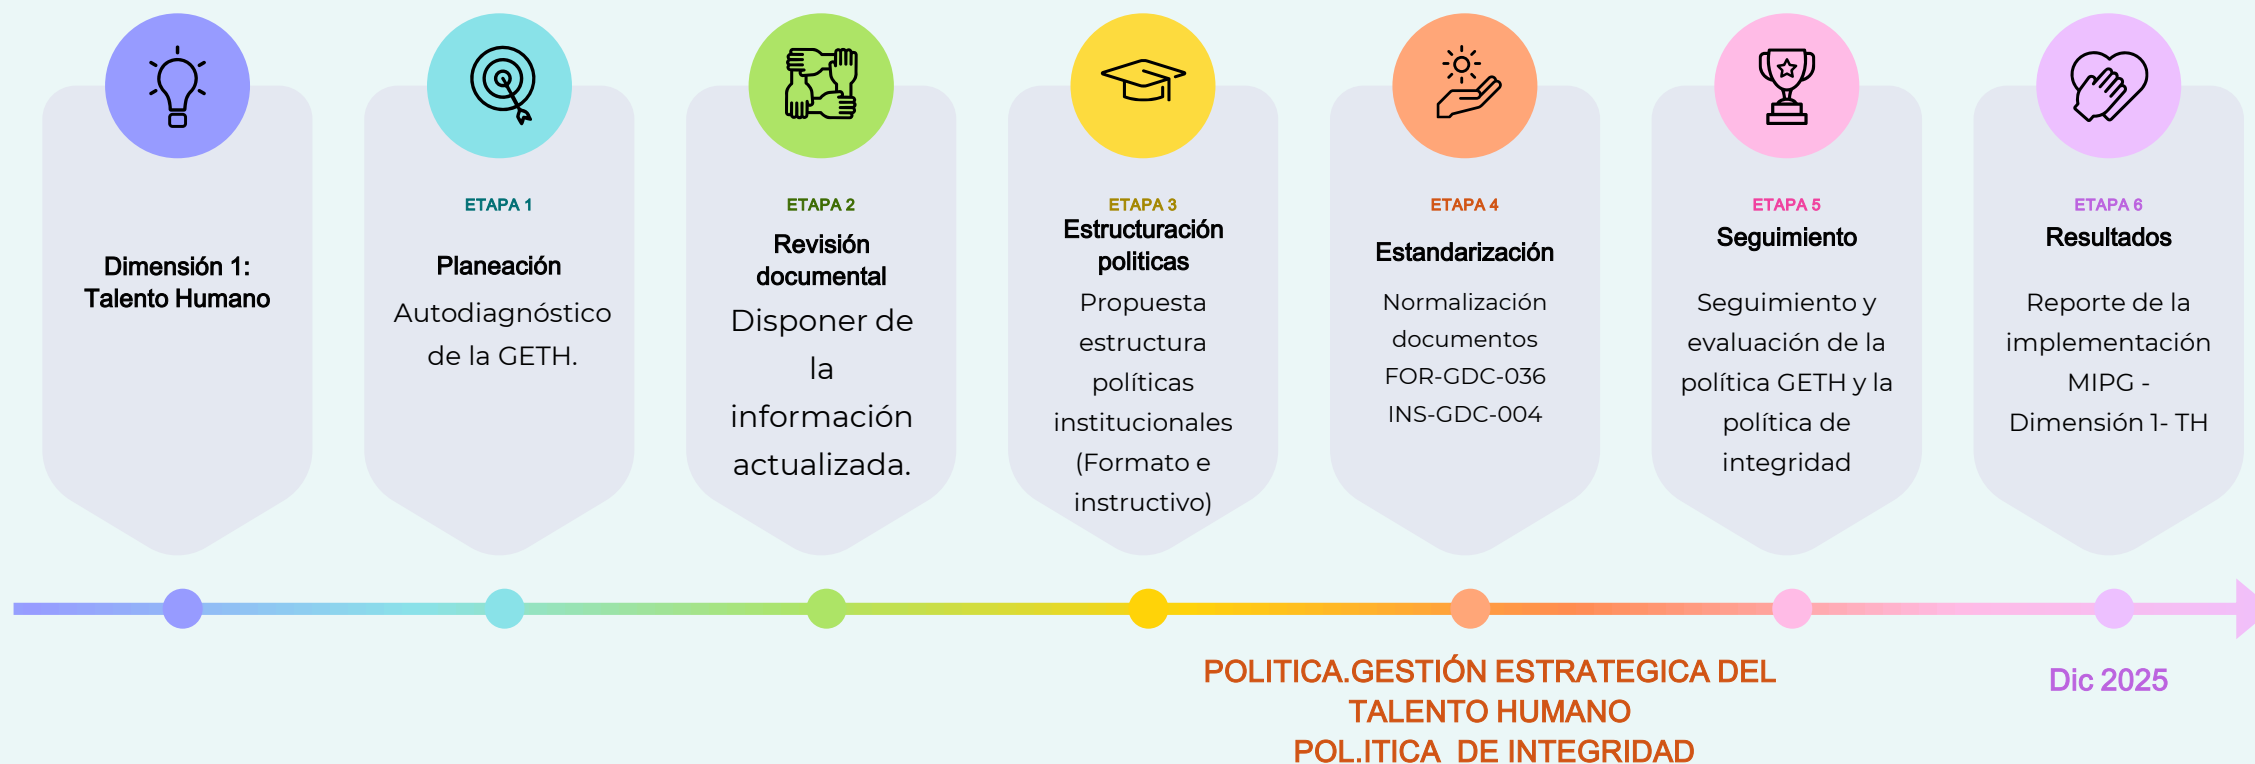 Dimensión 1:
Talento Humano
ETAPA 1
Planeación
Autodiagnóstico
de la GETH.
ETAPA 2
Revisión
documental
Disponer de
la
información
actualizada.
ETAPA 3
Estructuración
politicas
Propuesta
estructura
políticas
institucionales
(Formato e
instructivo)
ETAPA 4
Estandarización
Normalización
documentos
FOR-GDC-036
INS-GDC-004
ETAPA 5
Seguimiento
Seguimiento y
evaluación de la
política GETH y la
política de
integridad
ETAPA 6
Resultados
Reporte de la
implementación
MIPG -
Dimensión 1- TH
POLITICA.GESTIÓN ESTRATEGICA DEL
TALENTO HUMANO
POL.ITICA  DE INTEGRIDAD
Dic 2025